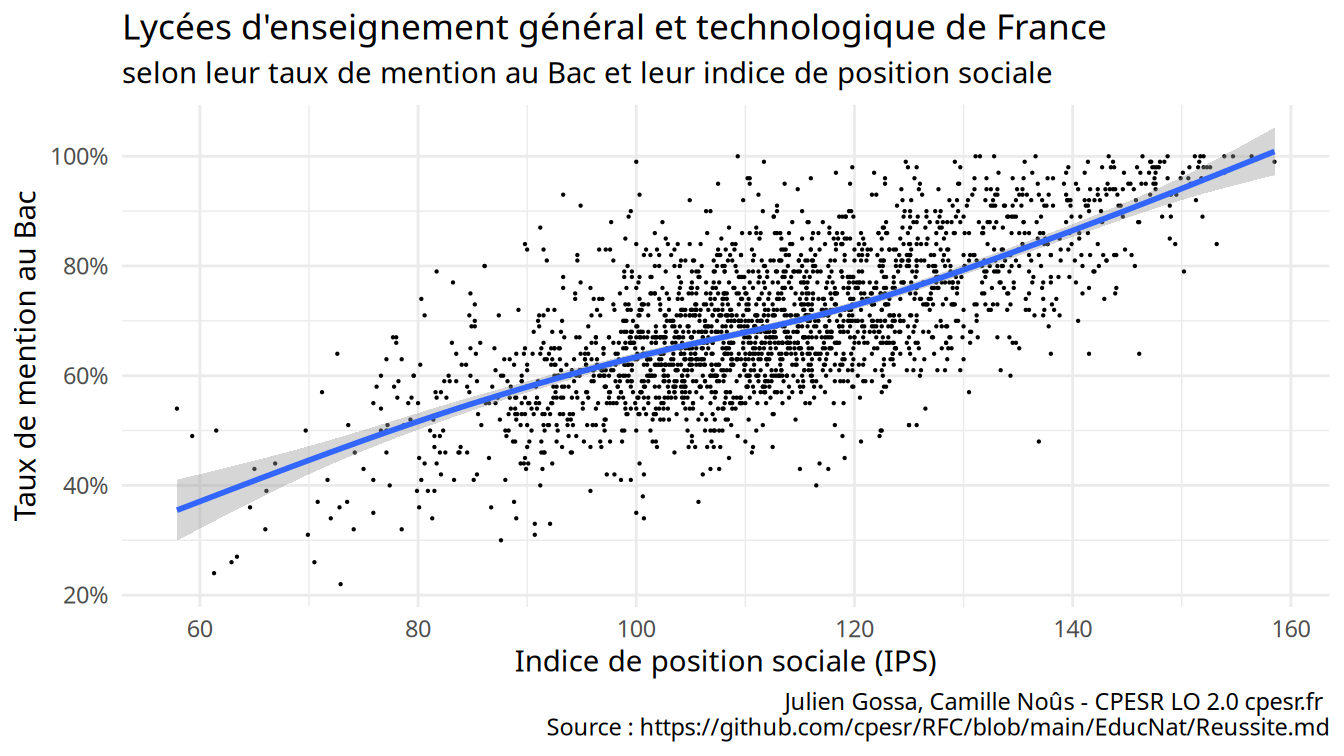 Lycées d'enseignement général et technologique de France
selon leur taux de mention au Bac et leur indice de position sociale
Taux de mention au Bac
100%
80%
60%
40%
20%
60 80 100 120 140 160
Indice de position sociale (IPS)
Julien Gossa, Camille Noûs - CPESR LO 2.0 cpesr.fr
Source : https://github.com/cpesr/RFC/blob/main/EducNat/Reussite.md